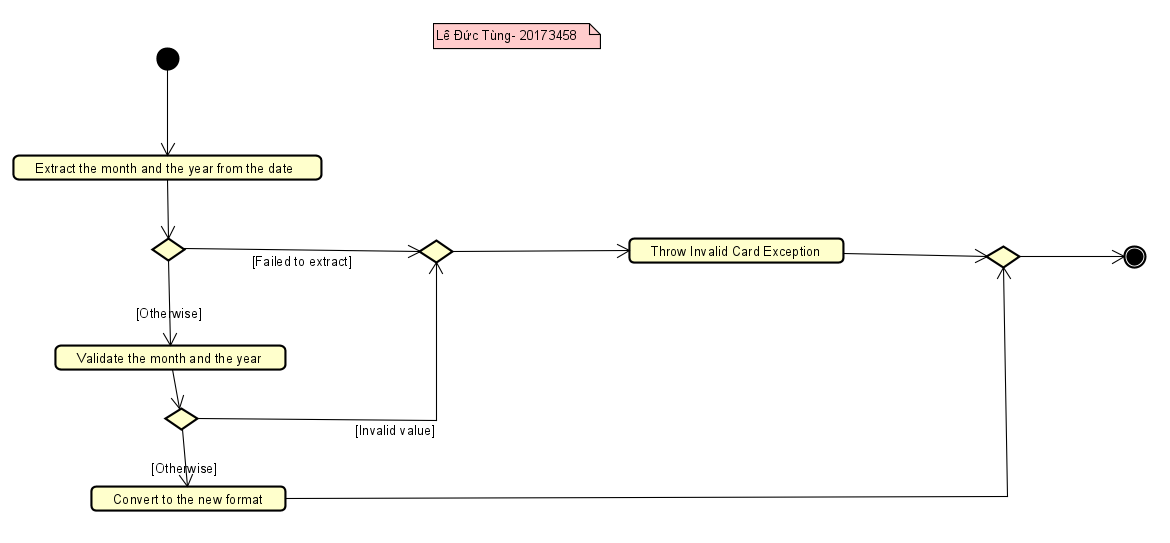 Lê Đức Tùng- 20173458
Extract the month and the year from the date
[Failed to extract]
Throw Invalid Card Exception
[Otherwise]
Validate the month and the year
[Invalid value]
[Otherwise]
Convert to the new format